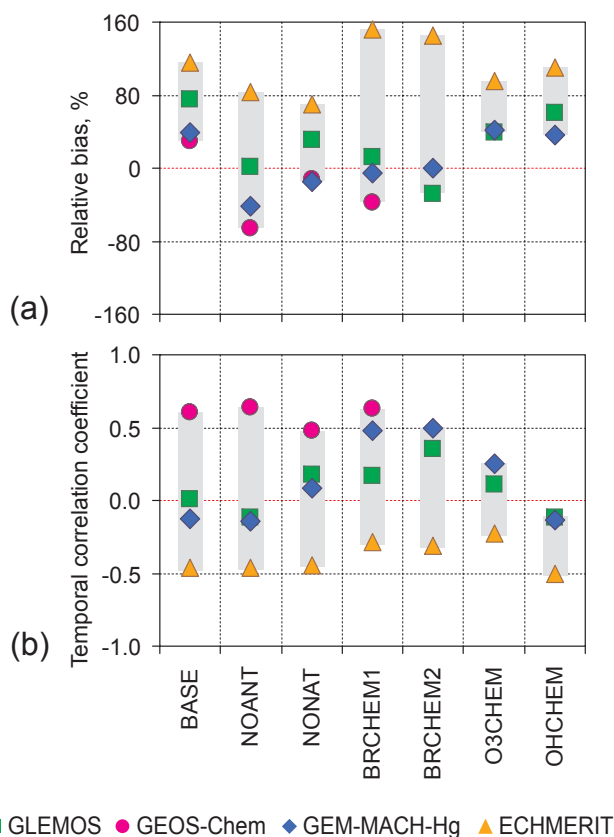 160
80
0
-80
-160
Relative bias, %
(a)
1.0
0.5
0.0
-0.5
-1.0
Temporal correlation coefficient
(b)
BASE
NOANT
NONAT
BRCHEM1
BRCHEM2
O3CHEM
OHCHEM
GLEMOS GEOS-Chem GEM-MACH-Hg ECHMERIT